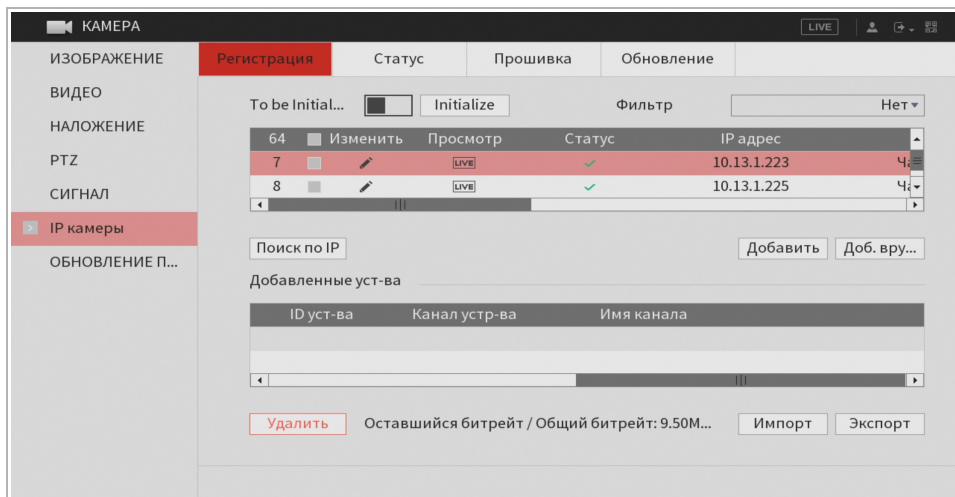 КАМЕРА LIVE
ИЗОБРАЖЕНИЕ
ВИДЕО
НАЛОЖЕНИЕ
PTZ
СИГНАЛ
IP камеры
ОБНОВЛЕНИЕ П...
Регистрация Статус Прошивка Обновление
To be Initial... Initialize Фильтр Нет
64 Изменить Просмотр Статус IP адрес
7 LIVE 10.13.1.223
8 LIVE 10.13.1.225
Поиск по IP Добавить Доб. вру...
Добавленные уст-ва
ID уст-ва Канал устр-ва Имя канала
Удалить Оставшийся битрейт / Общий битрейт: 9.50M... Импорт Экспорт